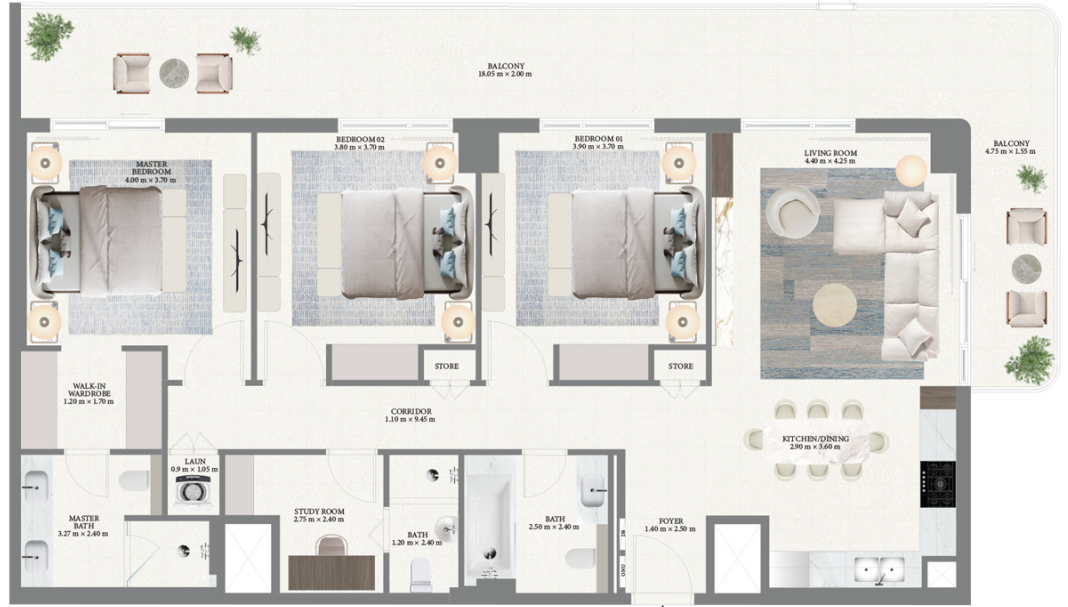 BALCONY
18.05 m × 2.00 m
MASTER
BEDROOM
4.00 m × 3.70 m
BEDROOM 02
3.80 m × 3.70 m
BEDROOM 01
3.90 m × 3.70 m
LIVING ROOM
4.40 m × 4.25 m
BALCONY
4.75 m × 1.55 m
STORE
STORE
WALK-IN
WARDROBE
1.20 m × 1.70 m
CORRIDOR
1.10 m × 9.45 m
KITCHEN/DINING
2.90 m × 3.60 m
LAUN
0.9 m × 1.05 m
MASTER
BATH
3.27 m × 2.40 m
STUDY ROOM
2.75 m × 2.40 m
BATH
1.20 m × 2.40 m
BATH
2.50 m × 2.40 m
FOYER
1.40 m × 2.50 m